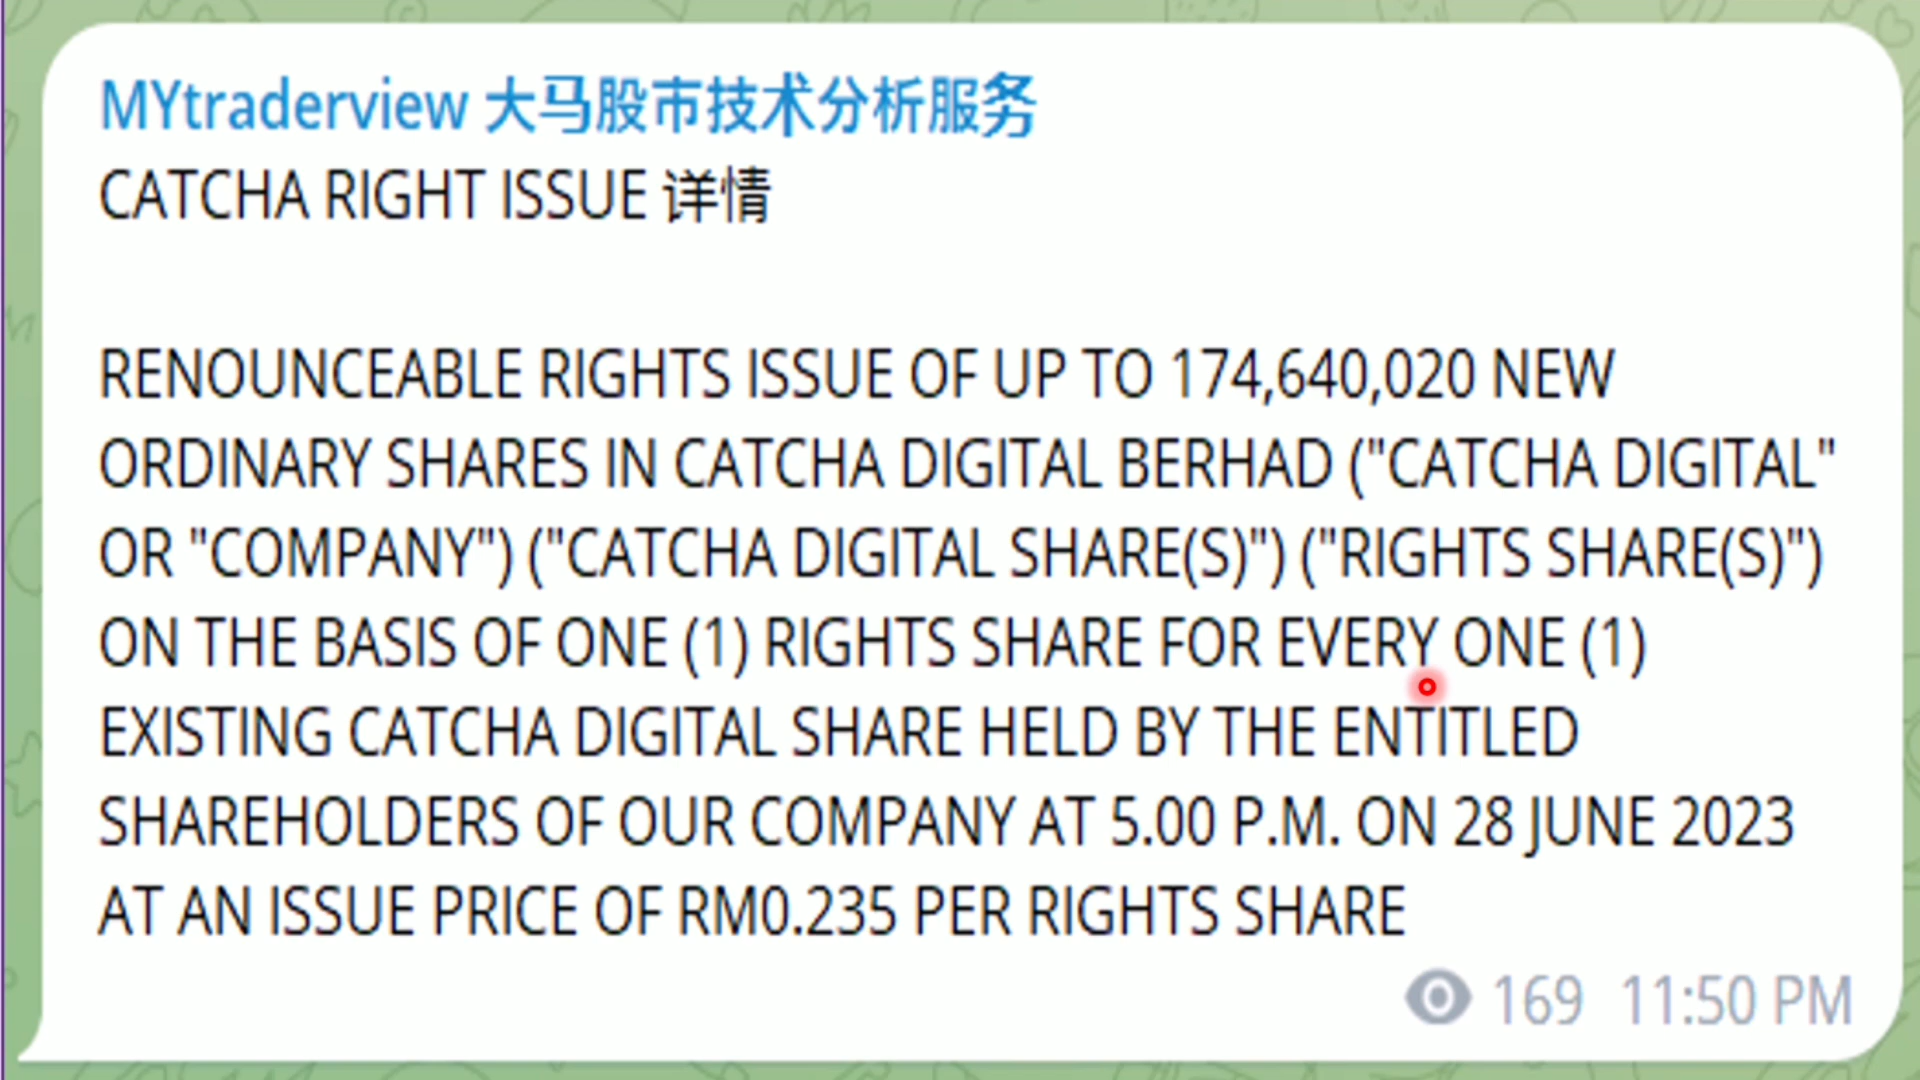 MYtraderview 大马股市技术分析服务
CATCHA RIGHT ISSUE 详情
RENOUNCEABLE RIGHTS ISSUE OF UP TO 174,640,020 NEW
ORDINARY SHARES IN CATCHA DIGITAL BERHAD ("CATCHA DIGITAL"
OR "COMPANY") ("CATCHA DIGITAL SHARE(S)") ("RIGHTS SHARE(S)")
ON THE BASIS OF ONE (1) RIGHTS SHARE FOR EVERY ONE (1)
EXISTING CATCHA DIGITAL SHARE HELD BY THE ENTITLED
SHAREHOLDERS OF OUR COMPANY AT 5.00 P.M. ON 28 JUNE 2023
AT AN ISSUE PRICE OF RM0.235 PER RIGHTS SHARE
169 11:50 PM